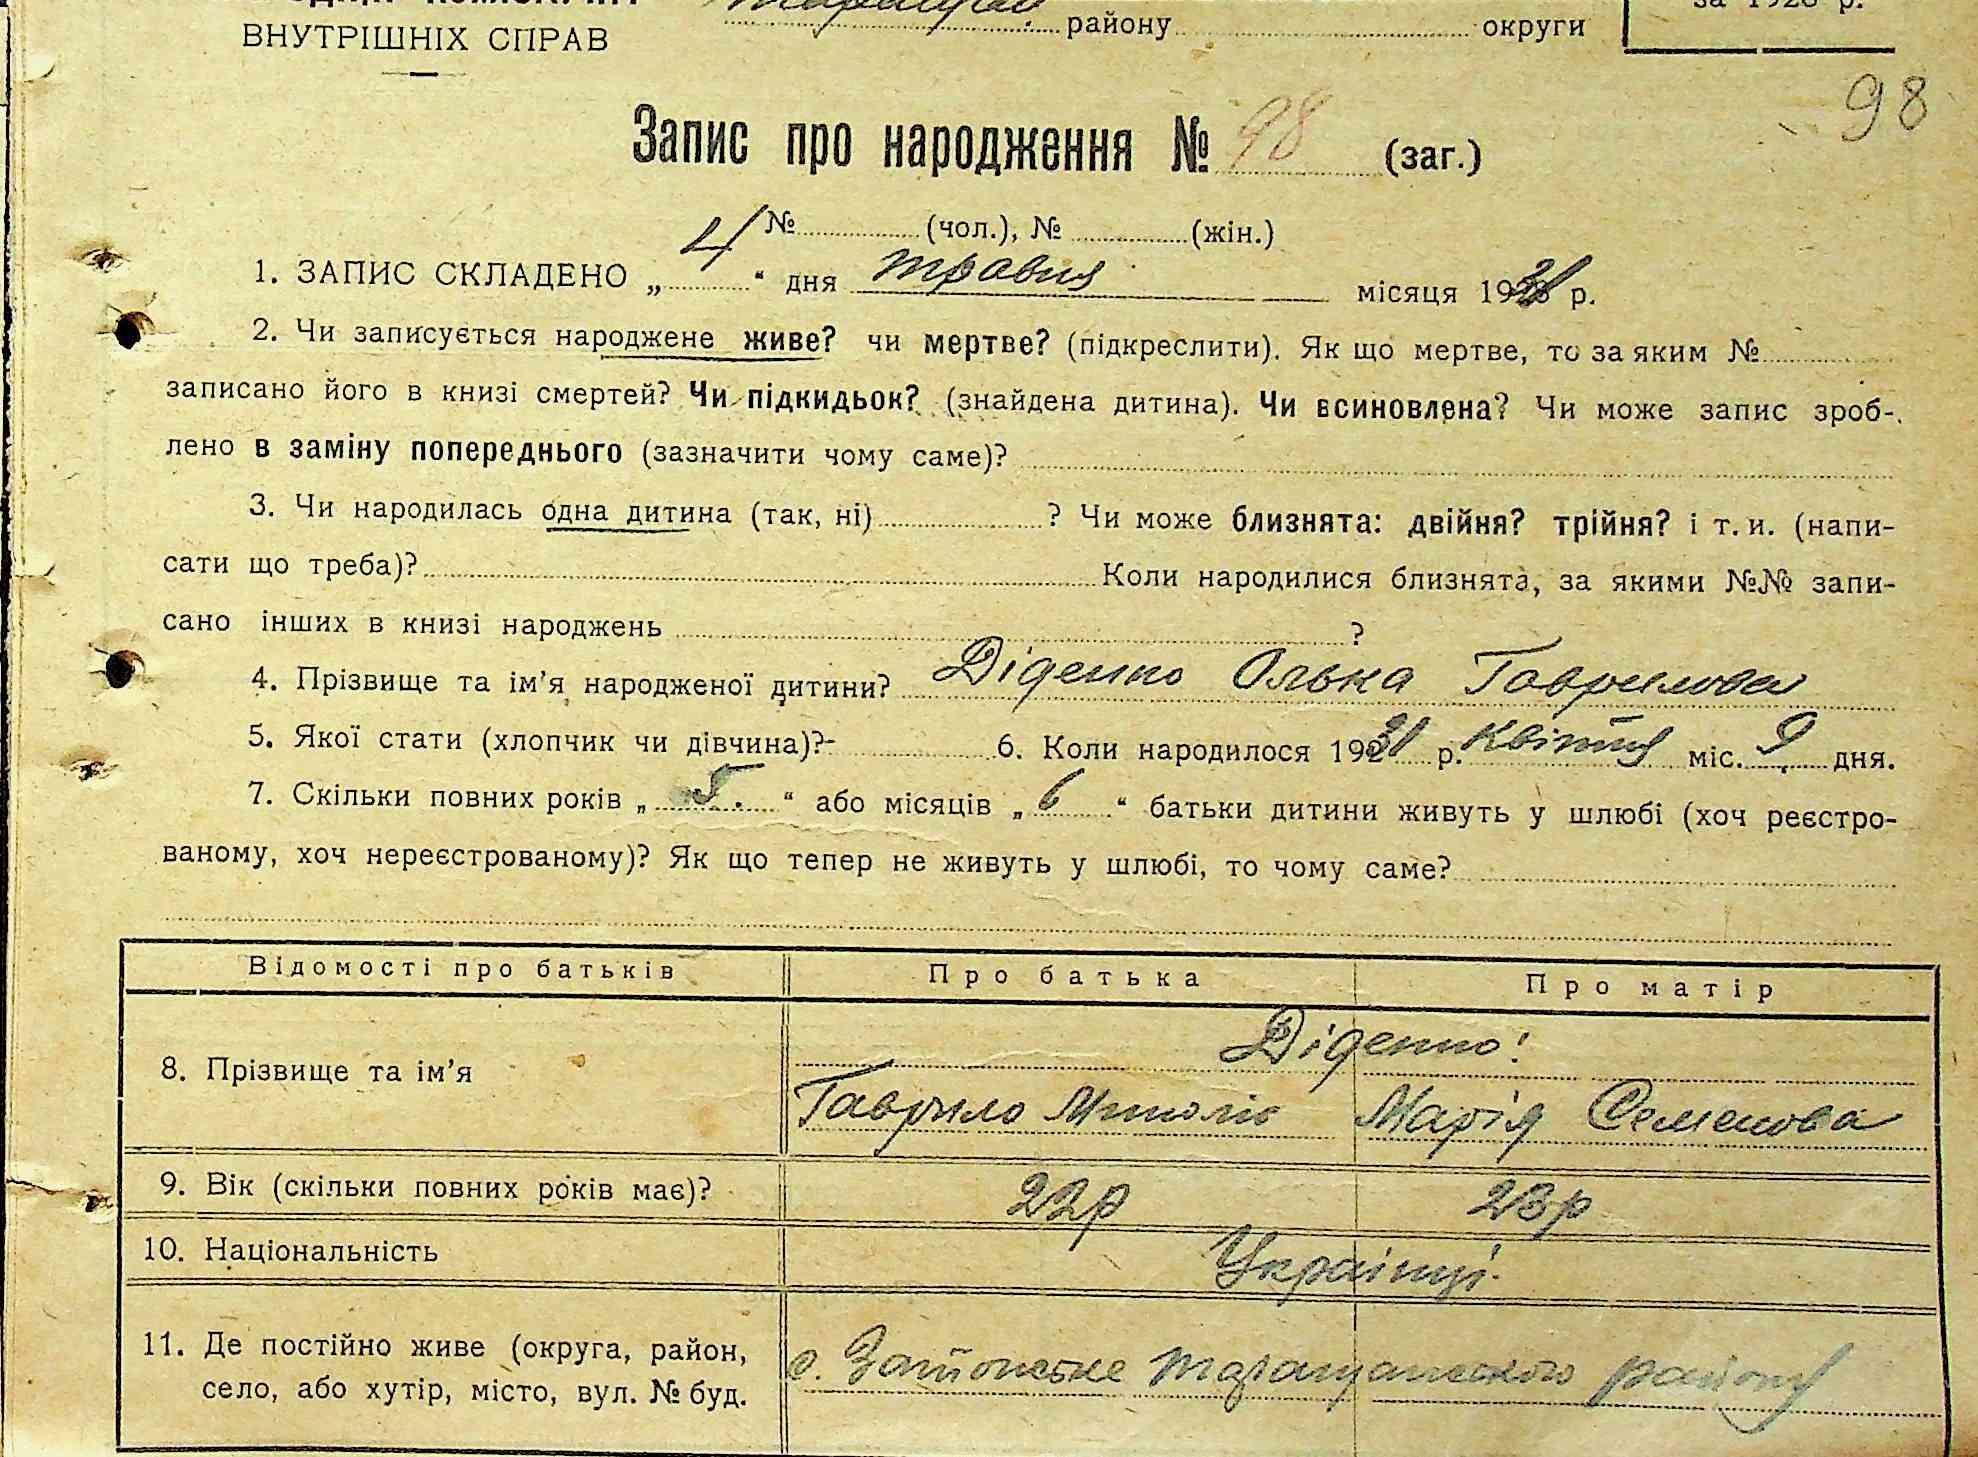 ВНУТРІШНІХ СПРАВ
району округи
за 1928 р.
98
Запис про народження № 98 (заг.)
№ (чол.), № (жін.)
1. ЗАПИС СКЛАДЕНО „ 4 “ дня травня місяця 1931 р.
2. Чи записується народжене живе? чи мертве? (підкреслити). Як що мертве, то за яким №
записано його в книзі смертей? Чи підкидьок? (знайдена дитина). Чи всиновлена? Чи може запис зроб-
лено в заміну попереднього (зазначити чому саме)?
3. Чи народилась одна дитина (так, ні) ? Чи може близнята: двійня? трійня? і т. и. (напи-
сати що треба)? Коли народилися близнята, за якими №№ запи-
сано інших в книзі народжень ?
4. Прізвище та ім’я народженої дитини? Діденко Олька Гаврилова
5. Якої стати (хлопчик чи дівчина)?- 6. Коли народилося 1931 р. Квітня міс. 9 дня.
7. Скільки повних років „ 5. “ або місяців „ 6 “ батьки дитини живуть у шлюбі (хоч реєстро-
ваному, хоч нереєстрованому)? Як що тепер не живуть у шлюбі, то чому саме?
Відомості про батьків Про батька Про матір
Діденко!
8. Прізвище та ім’я Гаврило Марія Семенова
9. Вік (скільки повних років має)? 22р 23р
10. Національність Українці.
11. Де постійно живе (округа, район, с. Таращанського району
село, або хутір, місто, вул. № буд.